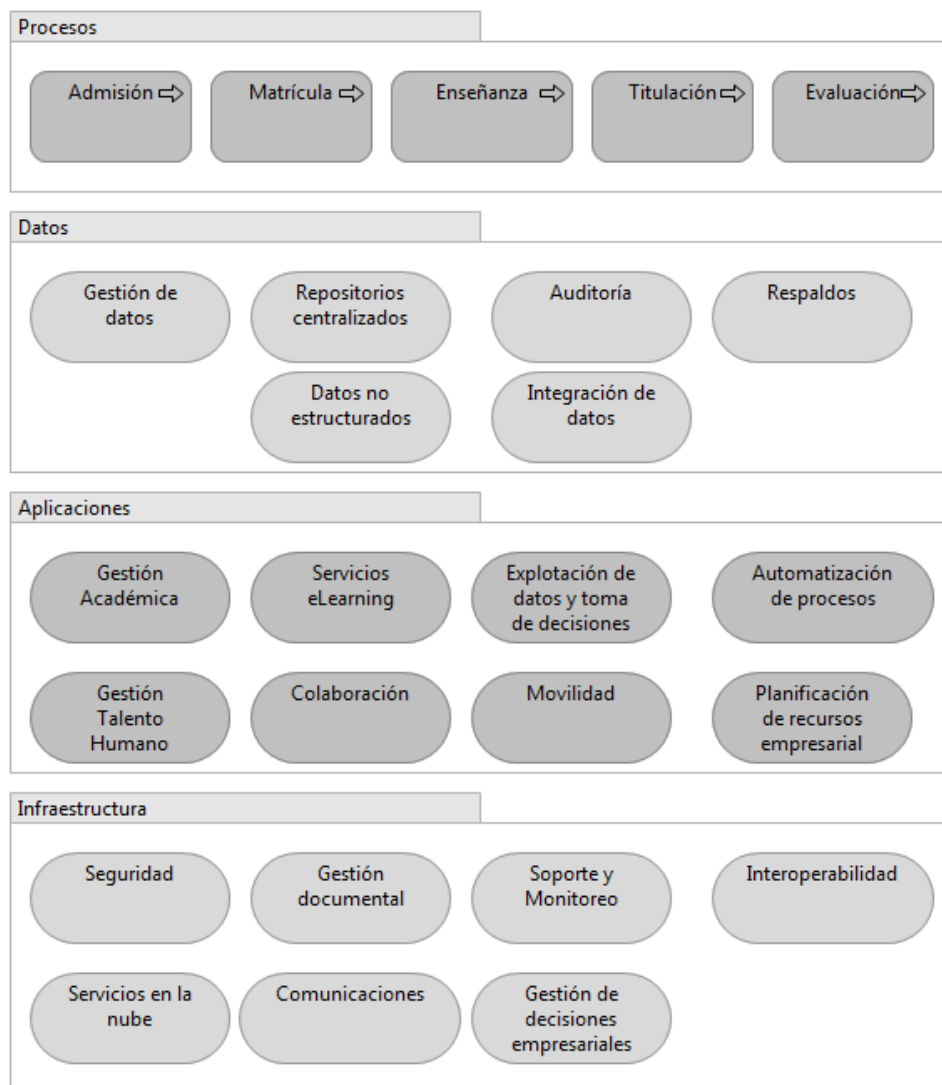 Procesos
Admisión
Matrícula
Enseñanza
Titulación
Evaluación
Datos
Gestión de
datos
Repositorios
centralizados
Auditoría
Respaldos
Datos no
estructurados
Integración de
datos
Aplicaciones
Gestión
Académica
Servicios
eLearning
Explotación de
datos y toma
de decisiones
Automatización
de procesos
Gestión
Talento
Humano
Colaboración
Movilidad
Planificación
de recursos
empresarial
Infraestructura
Seguridad
Gestión
documental
Soporte y
Monitoreo
Interoperabilidad
Servicios en la
nube
Comunicaciones
Gestión de
decisiones
empresariales